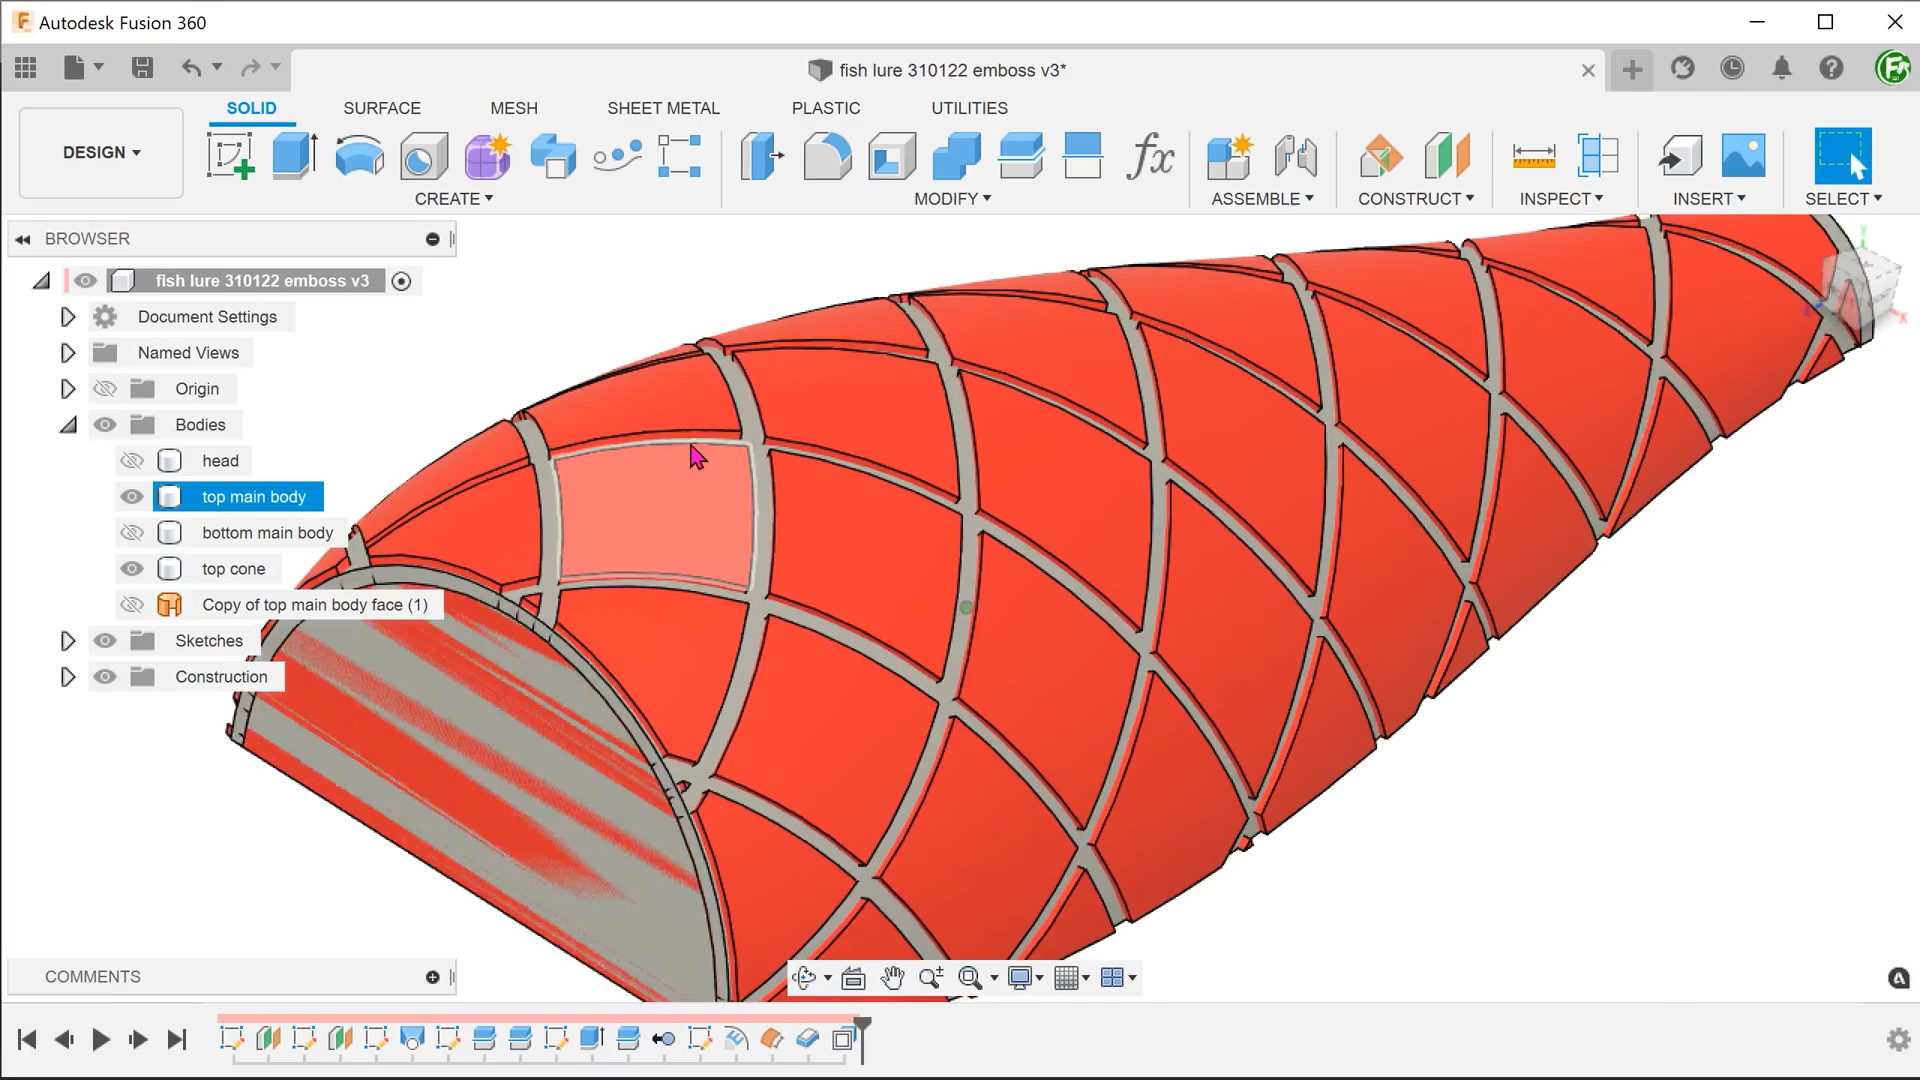 Autodesk Fusion 360
fish lure 310122 emboss v3*
SOLID SURFACE MESH SHEET METAL PLASTIC UTILITIES
DESIGN
fx
CREATE MODIFY ASSEMBLE CONSTRUCT INSPECT INSERT SELECT
BROWSER
fish lure 310122 emboss v3
Document Settings
Named Views
Origin
Bodies
head
top main body
bottom main body
top cone
Copy of top main body face (1)
Sketches
Construction
COMMENTS